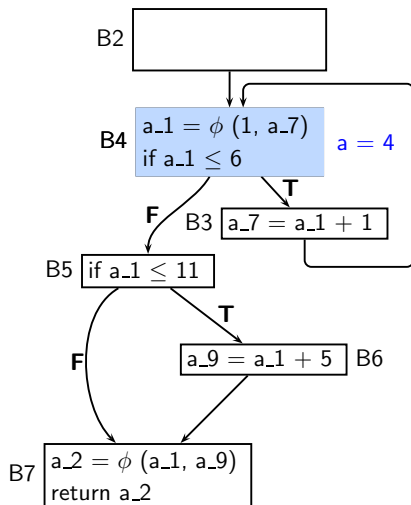 B2
B4
a_1 = ϕ (1, a_7)
if a_1 ≤ 6
a = 4
F
T
B3
a_7 = a_1 + 1
B5
if a_1 ≤ 11
F
T
a_9 = a_1 + 5
B6
B7
a_2 = ϕ (a_1, a_9)
return a_2